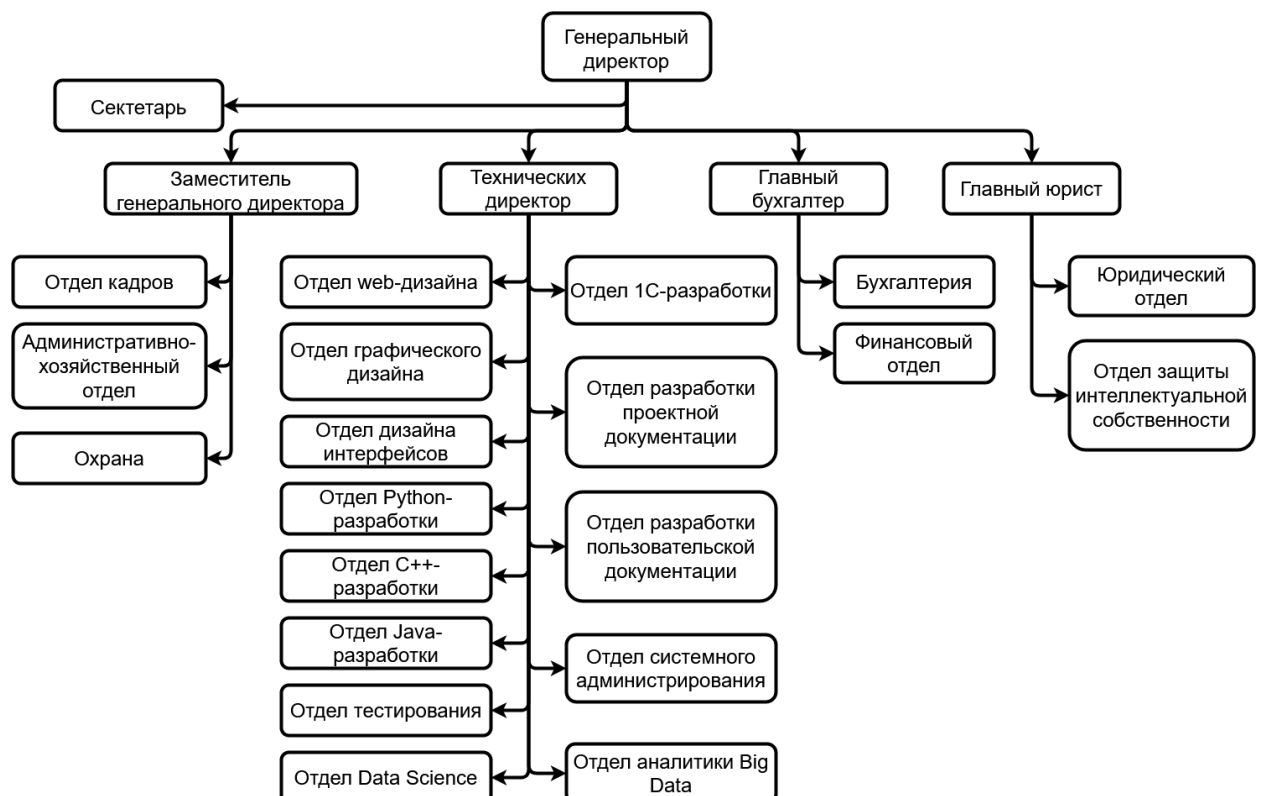 Генеральный
директор
Сектетарь
Заместитель
генерального директора
Технических
директор
Главный
бухгалтер
Главный юрист
Отдел кадров
Административно-
хозяйственный
отдел
Охрана
Отдел web-дизайна
Отдел графического
дизайна
Отдел дизайна
интерфейсов
Отдел Python-
разработки
Отдел C++-
разработки
Отдел Java-
разработки
Отдел тестирования
Отдел Data Science
Отдел 1С-разработки
Отдел разработки
проектной
документации
Отдел разработки
пользовательской
документации
Отдел системного
администрирования
Отдел аналитики Big
Data
Бухгалтерия
Финансовый
отдел
Юридический
отдел
Отдел защиты
интеллектуальной
собственности